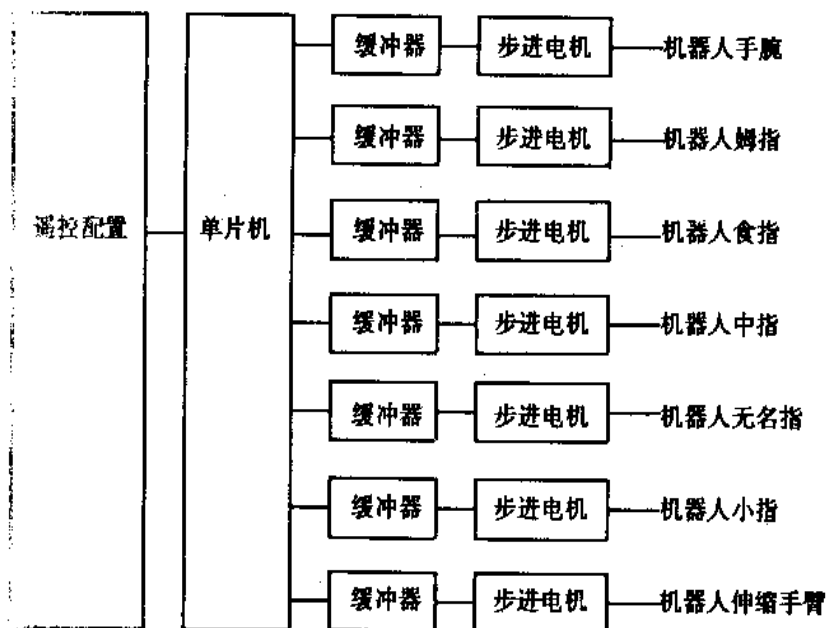 缓冲器 步进电机 机器人手腕
缓冲器 步进电机 机器人姆指
遥控配置 单片机 缓冲器 步进电机 机器人食指
缓冲器 步进电机 机器人中指
缓冲器 步进电机 机器人无名指
缓冲器 步进电机 机器人小指
缓冲器 步进电机 机器人伸缩手臂